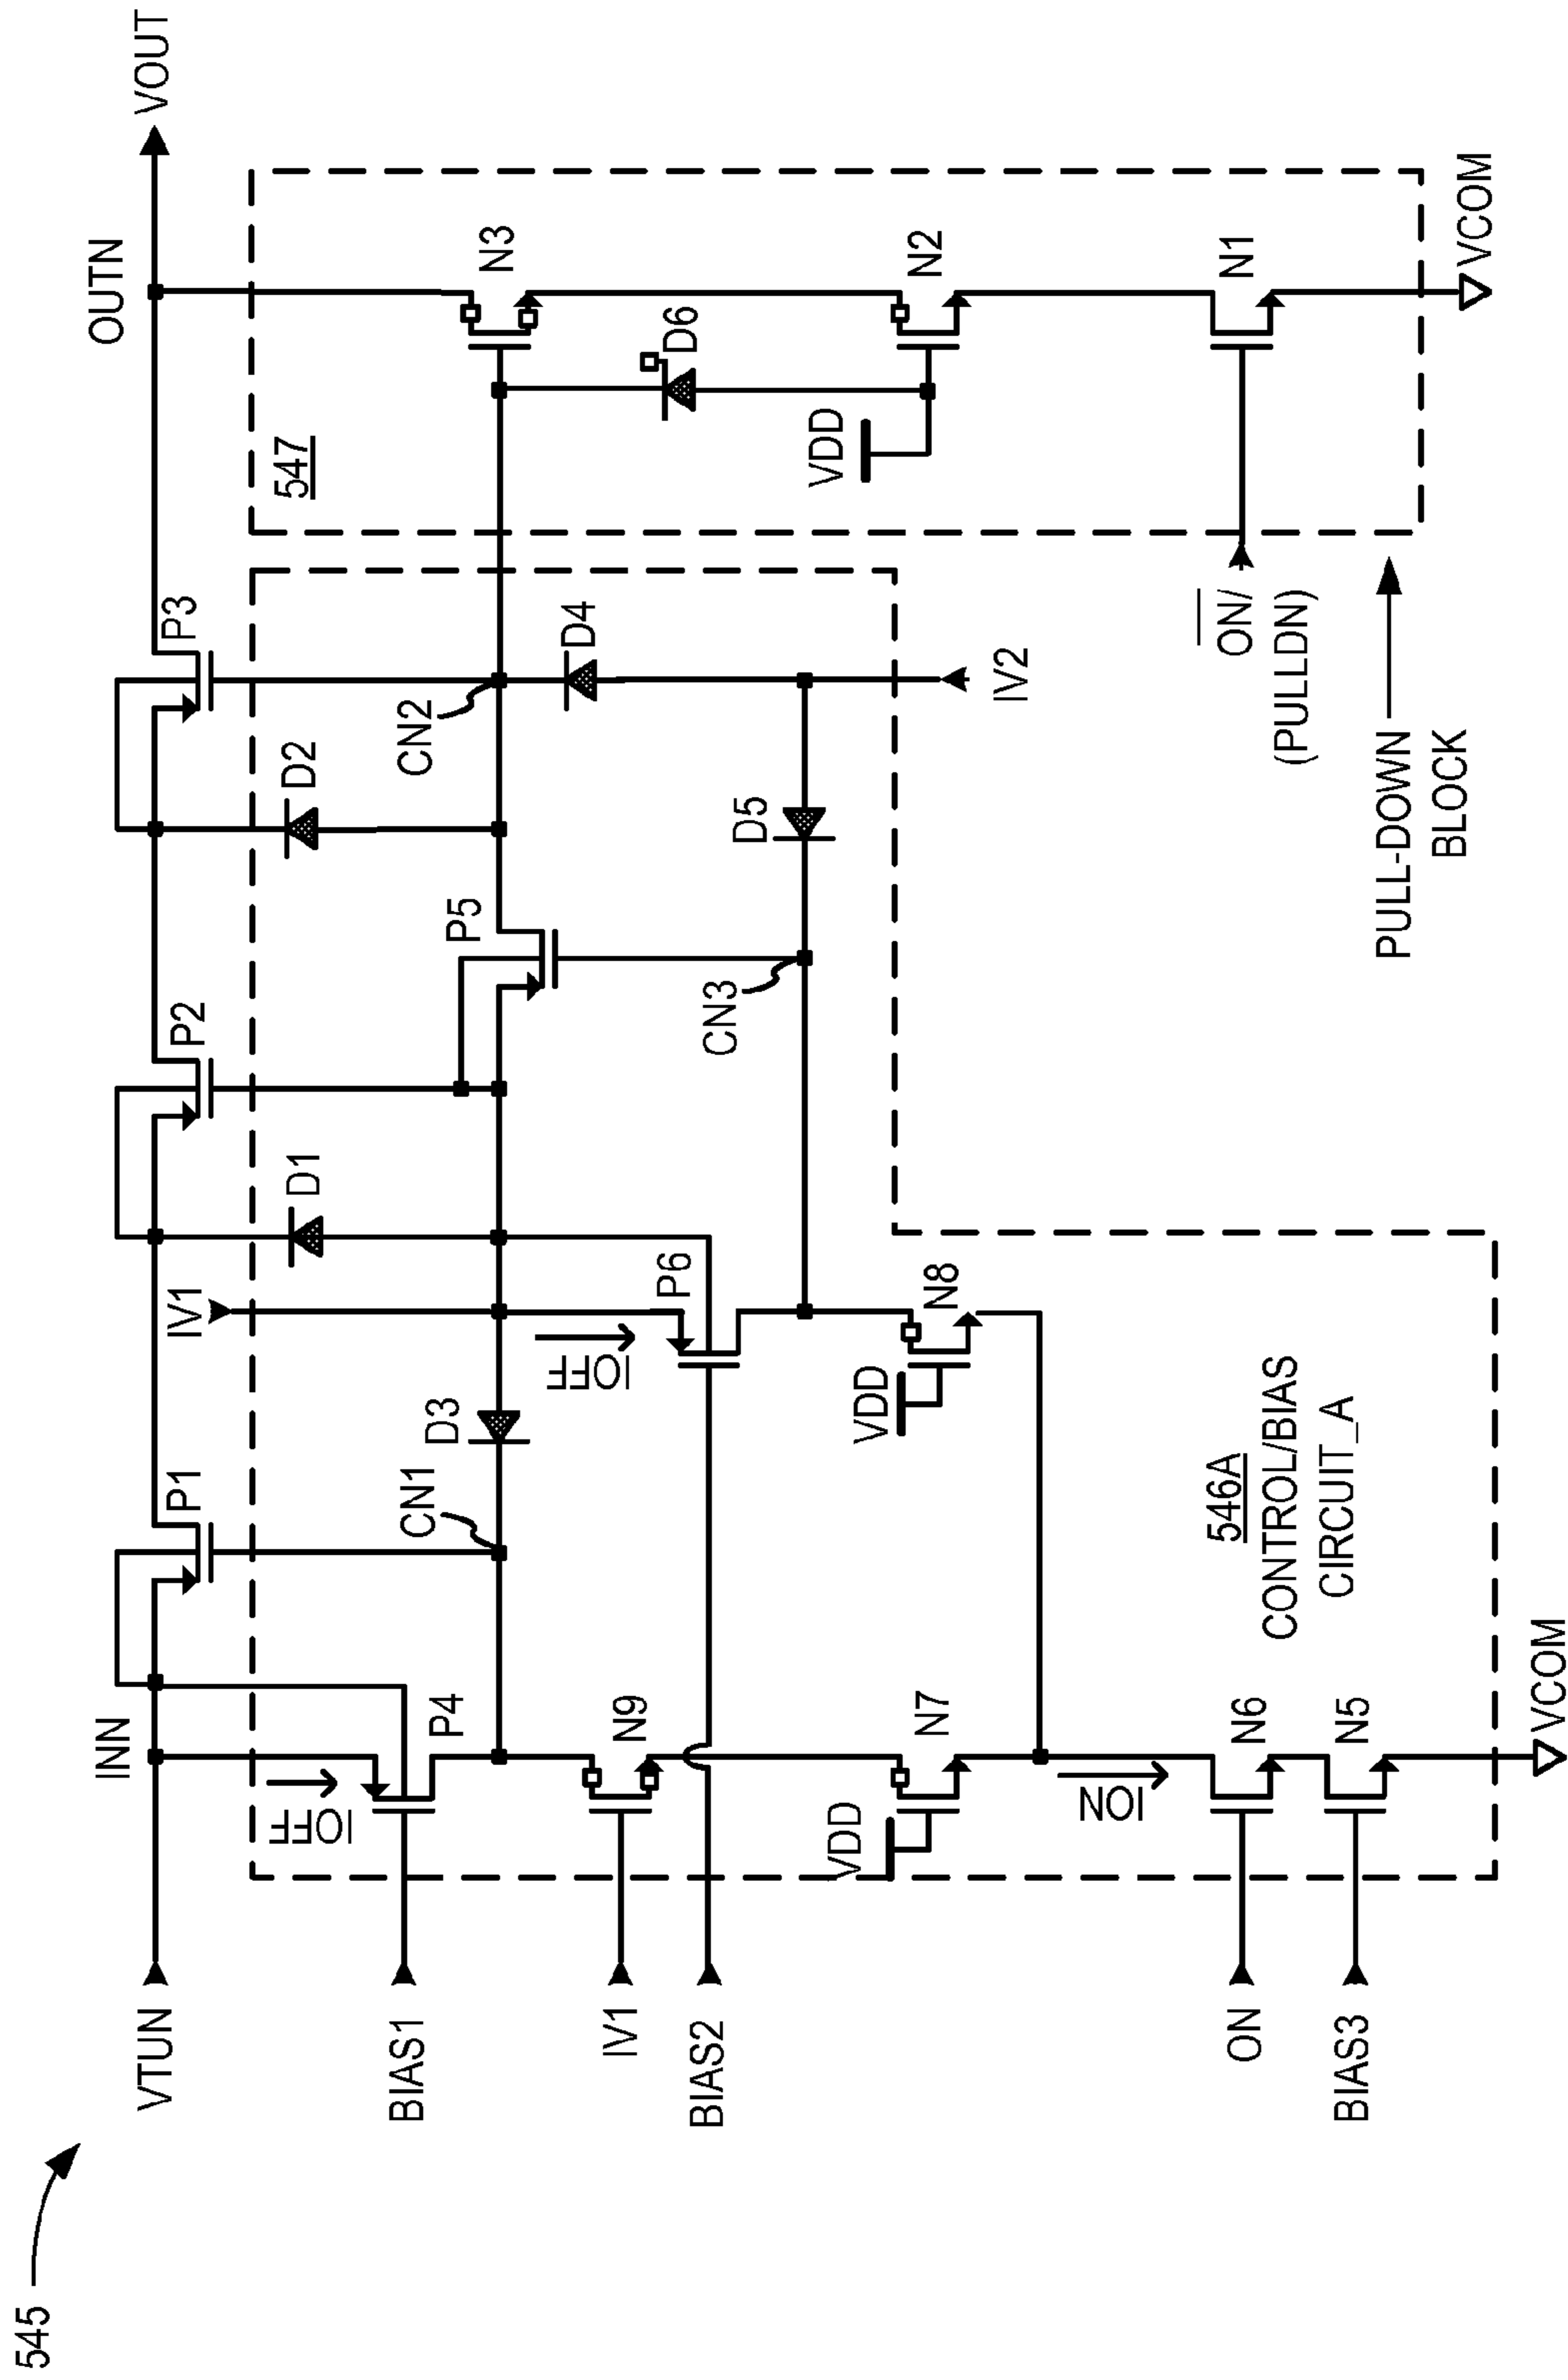 545
VTUN
INN
OUTN
VOUT
P1
P2
P3
IV1
D1
D2
547
N3
BIAS1
IOFF
P4
CN1
D3
P5
CN2
D4
D6
IOFF
IV1
N9
P6
BIAS2
CN3
D5
VDD
N2
VDD
N7
VDD
N8
IV2
ON
N6
ION
546A
CONTROL/BIAS
CIRCUIT_A
ON/
(PULLDN)
N1
BIAS3
N5
PULL-DOWN
BLOCK
VCOM
VCOM